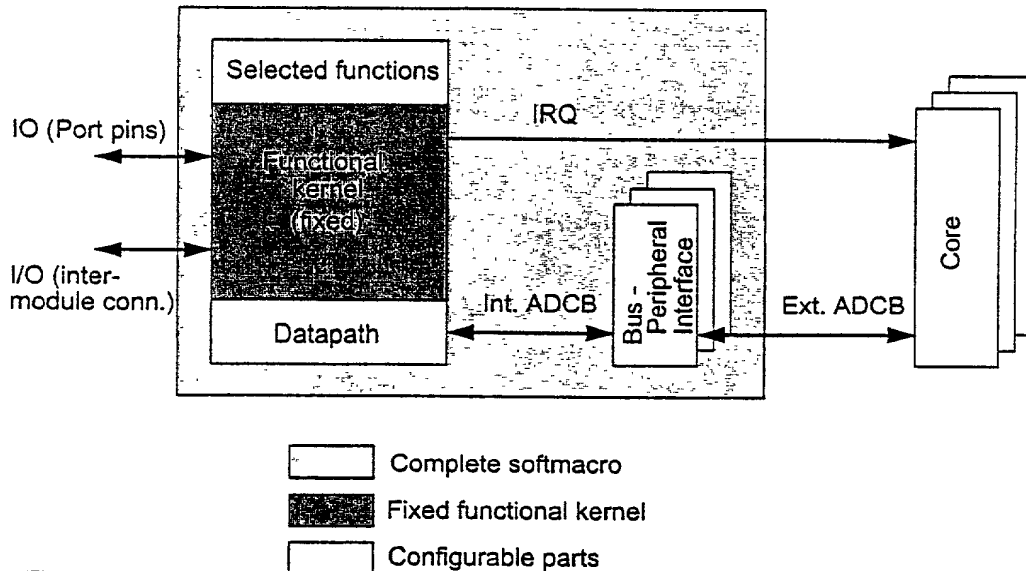 Selected functions
IO (Port pins)
IRQ
Functional
kernel
(fixed)
I/O (inter-
module conn.)
Int. ADCB
Bus -
Peripheral
Interface
Ext. ADCB
Core
Datapath
Complete softmacro
Fixed functional kernel
Configurable parts